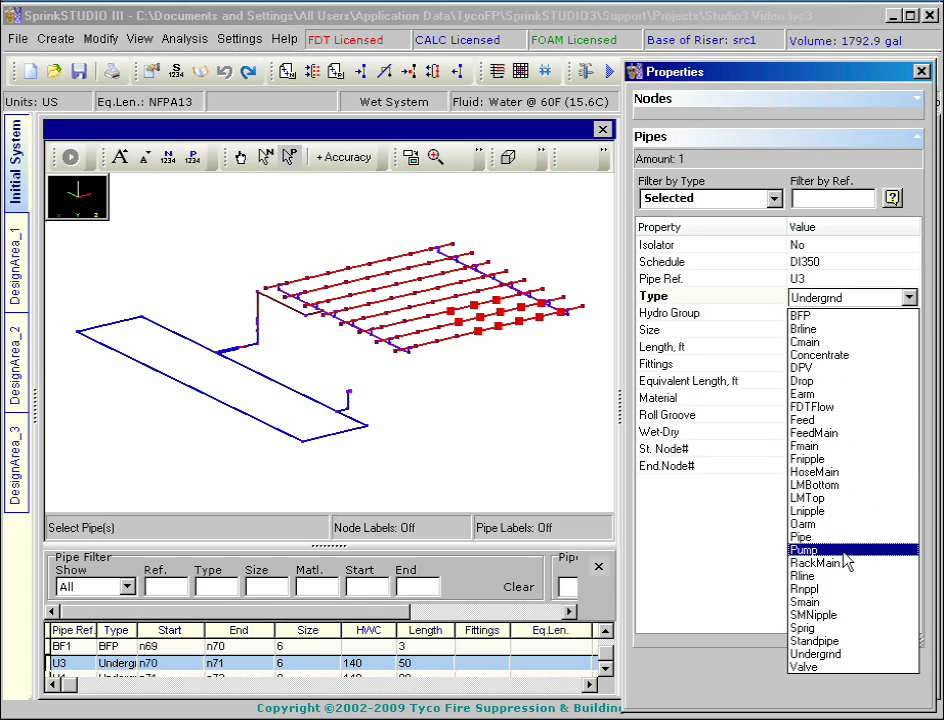 SprinkSTUDIO III - C:\Documents and Settings\All Users\Application Data\TycoFP\SprinkSTUDIO3\Support\Projects\Studio3 Video.tyc3
File Create Modify View Analysis Settings Help FDT Licensed CALC Licensed FOAM Licensed Base of Riser: src1 Volume: 1792.9 gal
Units: US Eq.Len.: NFPA13 Wet System Fluid: Water @ 60F (15.6C)
Initial System
DesignArea_1
DesignArea_2
DesignArea_3
+Accuracy
X Y Z
Select Pipe(s) Node Labels: Off Pipe Labels: Off
Pipe Filter
Show Ref. Type Size Matl. Start End
All Clear
Pipe Ref. Type Start End Size HWC Length Fittings Eq.Len.
BF1 BFP n69 n70 6 3
U3 Undergr n70 n71 6 140 50
Copyright ©2002-2009 Tyco Fire Suppression & Building
Properties
Nodes
Pipes
Amount: 1
Filter by Type Filter by Ref.
Selected
Property Value
Isolator No
Schedule DI350
Pipe Ref. U3
Type Undergrnd
Hydro Group
Size
Length, ft
Fittings
Equivalent Length, ft
Material
Roll Groove
Wet-Dry
St. Node#
End.Node#
BFP
Brline
Cmain
Concentrate
DPV
Drop
Earm
FDTFlow
Feed
FeedMain
Fmain
Fnipple
HoseMain
LMBottom
LMTop
Lnipple
Oarm
Pipe
Pump
RackMain
Rline
Rnppl
Smain
SMNipple
Sprig
Standpipe
Undergrnd
Valve